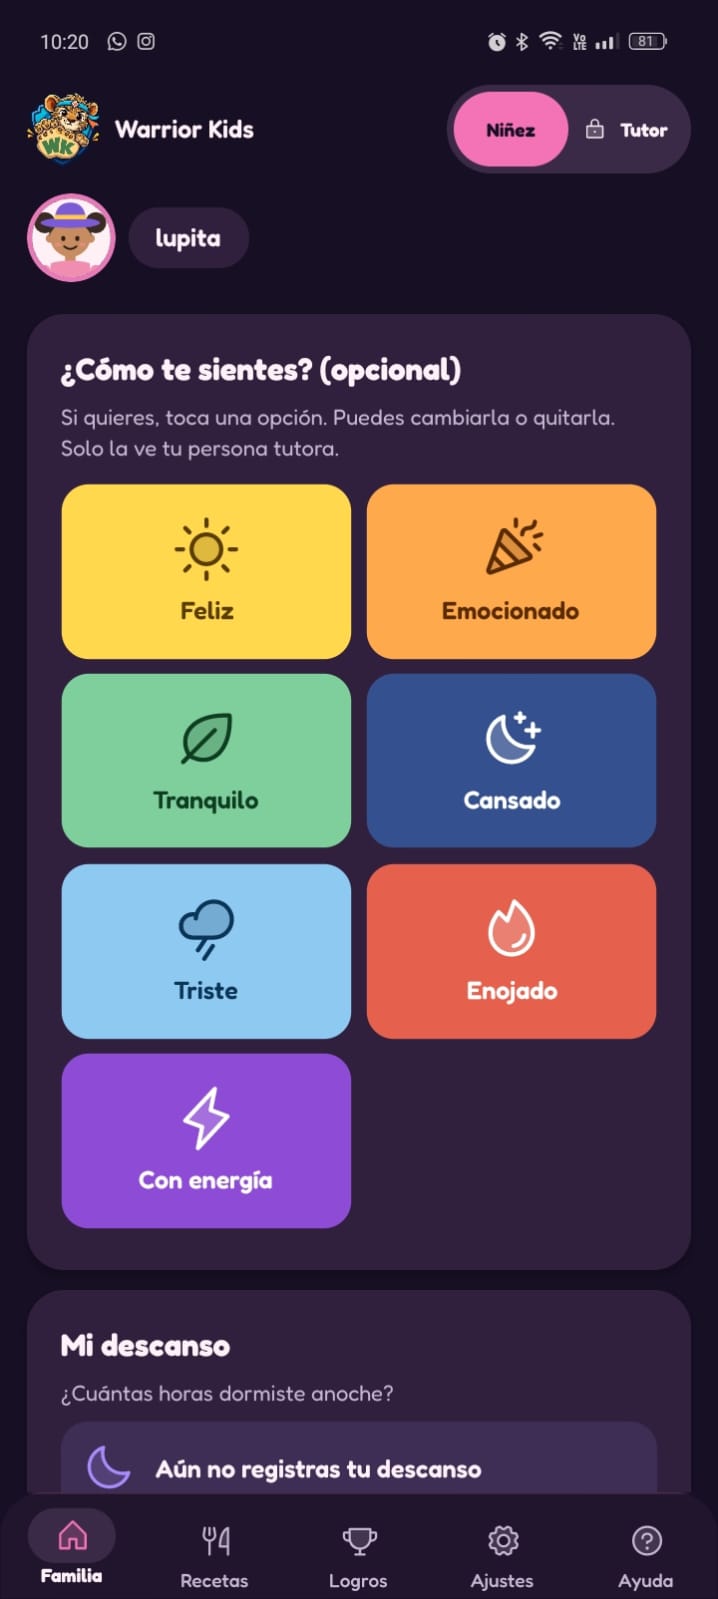 10:20
VoLTE
81
WK
Warrior Kids
Niñez
Tutor
lupita
¿Cómo te sientes? (opcional)
Si quieres, toca una opción. Puedes cambiarla o quitarla.
Solo la ve tu persona tutora.
Feliz
Emocionado
Tranquilo
Cansado
Triste
Enojado
Con energía
Mi descanso
¿Cuántas horas dormiste anoche?
Aún no registras tu descanso
Familia
Recetas
Logros
Ajustes
Ayuda